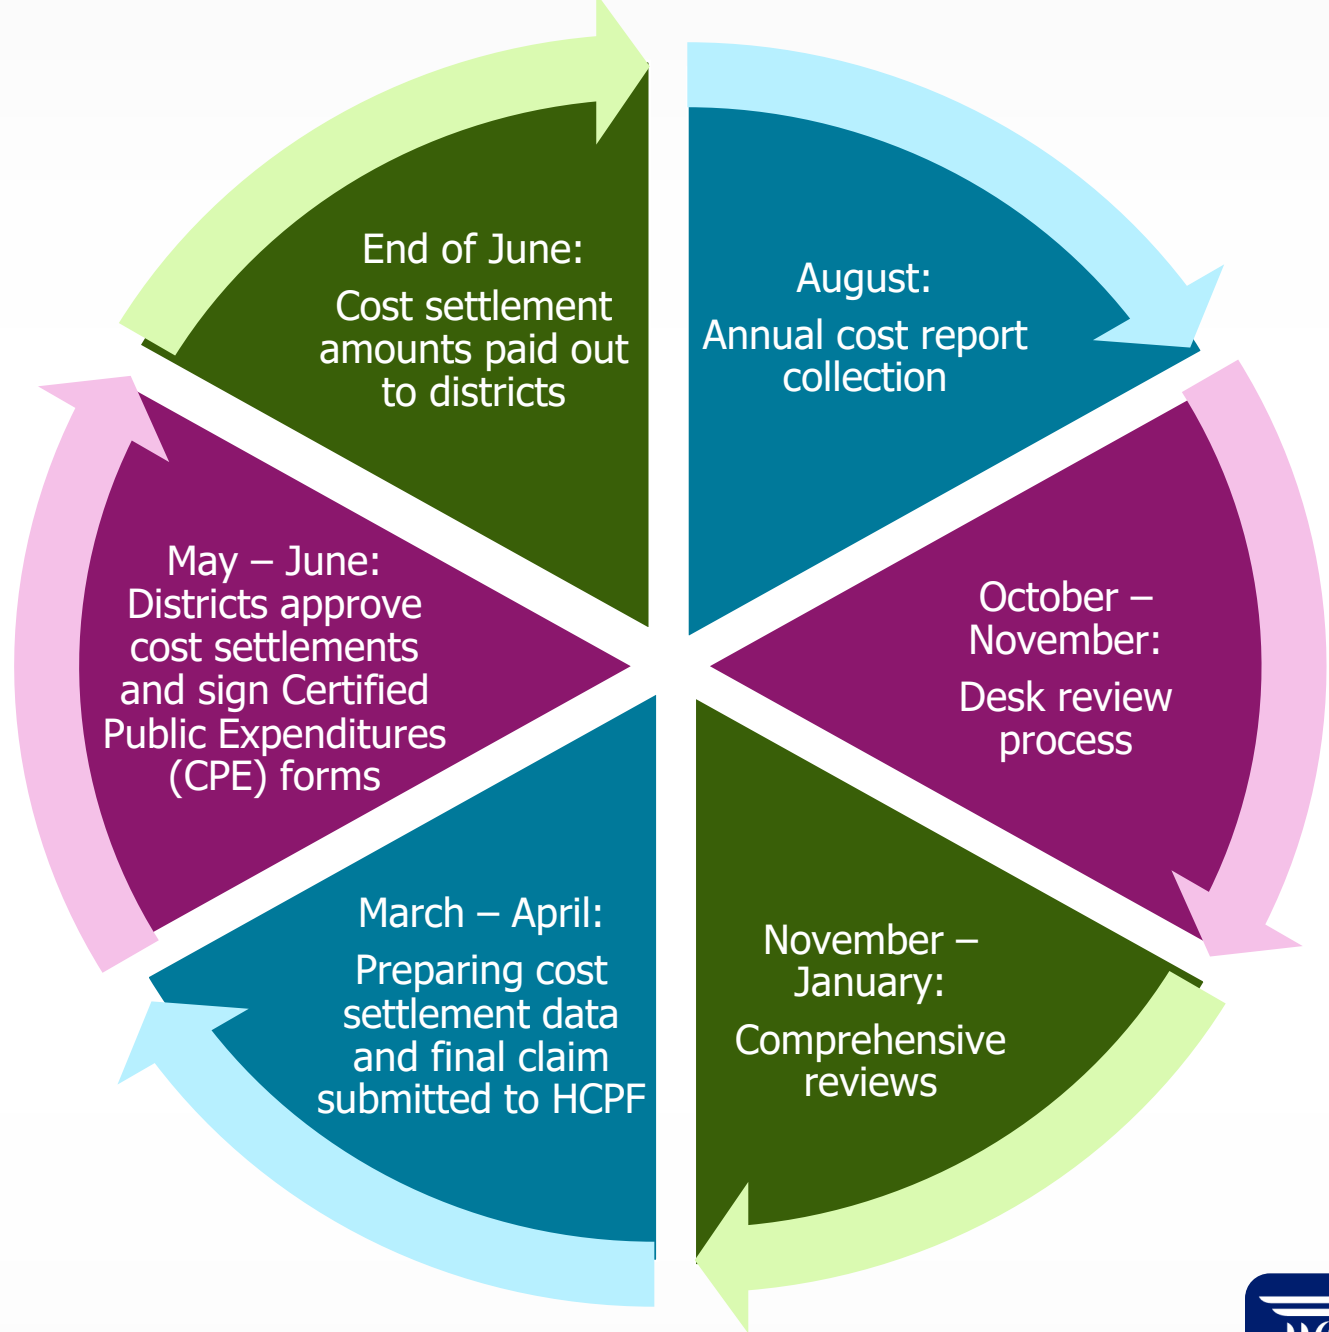 August:
Annual cost report
collection
October –
November:
Desk review
process
November –
January:
Comprehensive
reviews
March – April:
Preparing cost
settlement data
and final claim
submitted to HCPF
May – June:
Districts approve
cost settlements
and sign Certified
Public Expenditures
(CPE) forms
End of June:
Cost settlement
amounts paid out
to districts